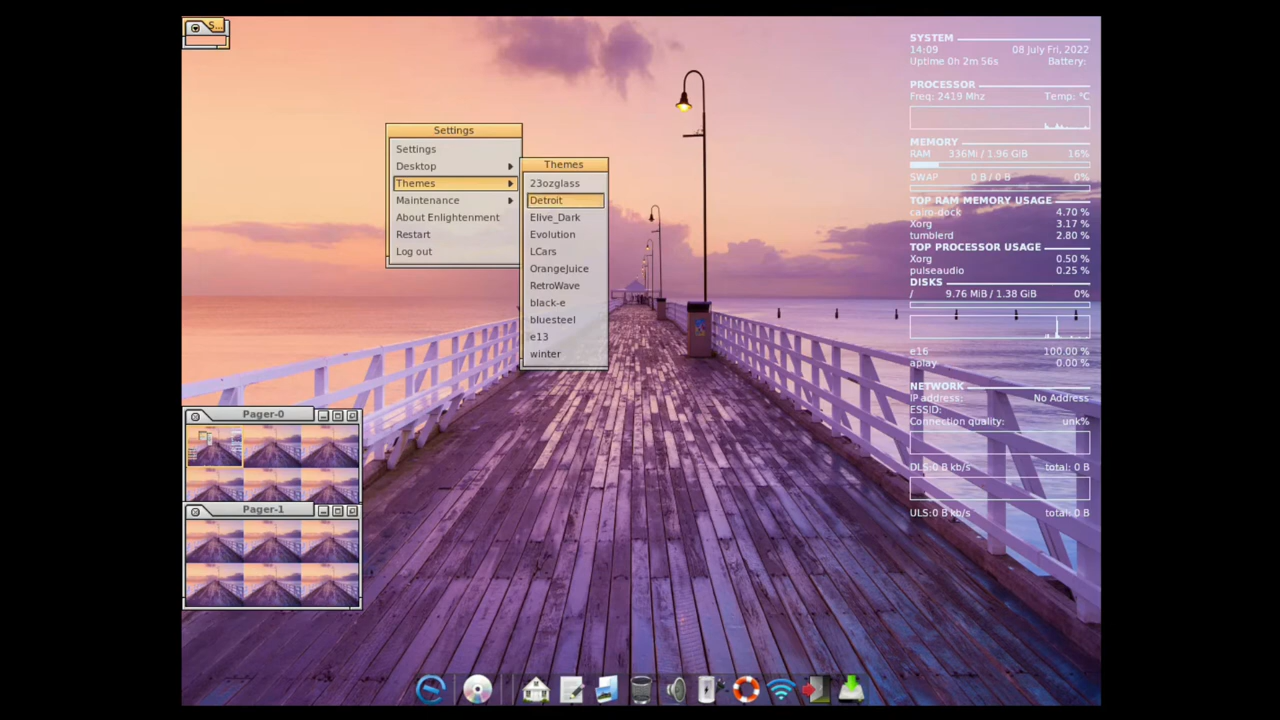 S...
Settings
Settings
Desktop
Themes
Maintenance
About Enlightenment
Restart
Log out
Themes
23ozglass
Detroit
Elive_Dark
Evolution
LCars
OrangeJuice
RetroWave
black-e
bluesteel
e13
winter
Pager-0
Pager-1
SYSTEM
14:09 08 July Fri, 2022
Uptime 0h 2m 56s Battery:
PROCESSOR
Freq: 2419 Mhz Temp: °C
MEMORY
RAM 336Mi / 1.96 GiB 16%
SWAP 0 B / 0 B 0%
TOP RAM MEMORY USAGE
cairo-dock 4.70 %
Xorg 3.17 %
tumblerd 2.80 %
TOP PROCESSOR USAGE
Xorg 0.50 %
pulseaudio 0.25 %
DISKS
/ 9.76 MiB / 1.38 GiB 0%
e16 100.00 %
aplay 0.00 %
NETWORK
IP address: No Address
ESSID:
Connection quality: unk%
DLS:0 B kb/s total: 0 B
ULS:0 B kb/s total: 0 B